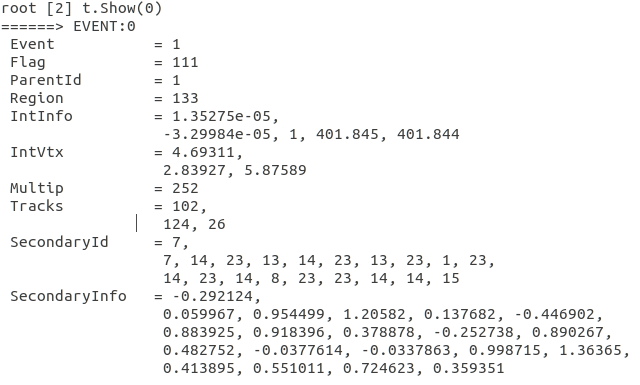 root [2] t.Show(0)
======> EVENT:0
Event = 1
Flag = 111
ParentId = 1
Region = 133
IntInfo = 1.35275e-05,
-3.29984e-05, 1, 401.845, 401.844
IntVtx = 4.69311,
2.83927, 5.87589
Multip = 252
Tracks = 102,
124, 26
SecondaryId = 7,
7, 14, 23, 13, 14, 23, 13, 23, 1, 23,
14, 23, 14, 8, 23, 23, 14, 14, 15
SecondaryInfo = -0.292124,
0.059967, 0.954499, 1.20582, 0.137682, -0.446902,
0.883925, 0.918396, 0.378878, -0.252738, 0.890267,
0.482752, -0.0377614, -0.0337863, 0.998715, 1.36365,
0.413895, 0.551011, 0.724623, 0.359351